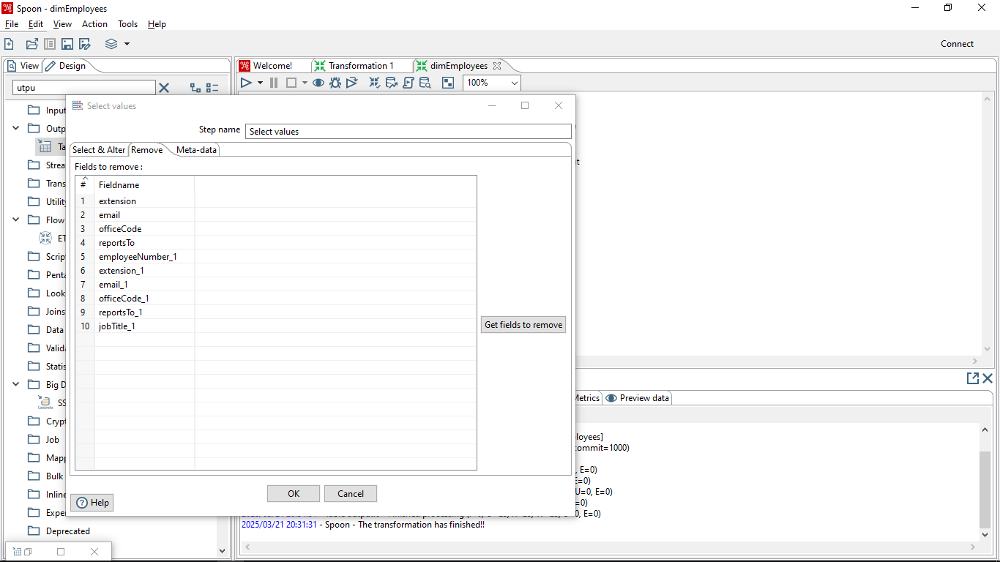 Spoon - dimEmployees
File Edit View Action Tools Help
Connect
View Design
Welcome! Transformation 1 dimEmployees
utpu
100%
Input
Outp
Ta
Strea
Trans
Utility
Flow
ET
Scrip
Penta
Look
Joins
Data
Valida
Statis
Big D
SS
Crypt
Job
Mapp
Bulk
Inline
Exper
Deprecated
Select values
Step name Select values
Select & Alter Remove Meta-data
Fields to remove :
# Fieldname
1 extension
2 email
3 officeCode
4 reportsTo
5 employeeNumber_1
6 extension_1
7 email_1
8 officeCode_1
9 reportsTo_1
10 jobTitle_1
Get fields to remove
OK Cancel
Help
t
Metrics Preview data
loyees]
commit=1000)
, E=0)
E=0)
U=0, E=0)
=0)
0, E=0)
2025/03/21 20:31:31 - Spoon - The transformation has finished!!